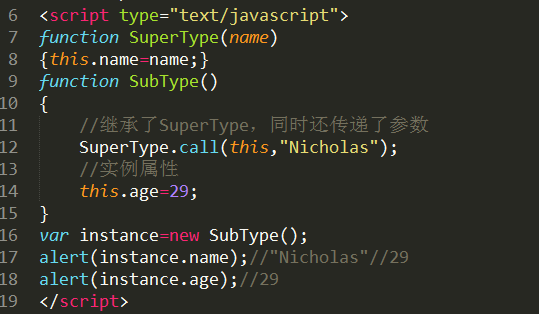 6 <script type="text/javascript">
7 function SuperType(name)
8 {this.name=name;}
9 function SubType()
10 {
11     //继承了SuperType，同时还传递了参数
12     SuperType.call(this,"Nicholas");
13     //实例属性
14     this.age=29;
15 }
16 var instance=new SubType();
17 alert(instance.name);//"Nicholas"//29
18 alert(instance.age);//29
19 </script>